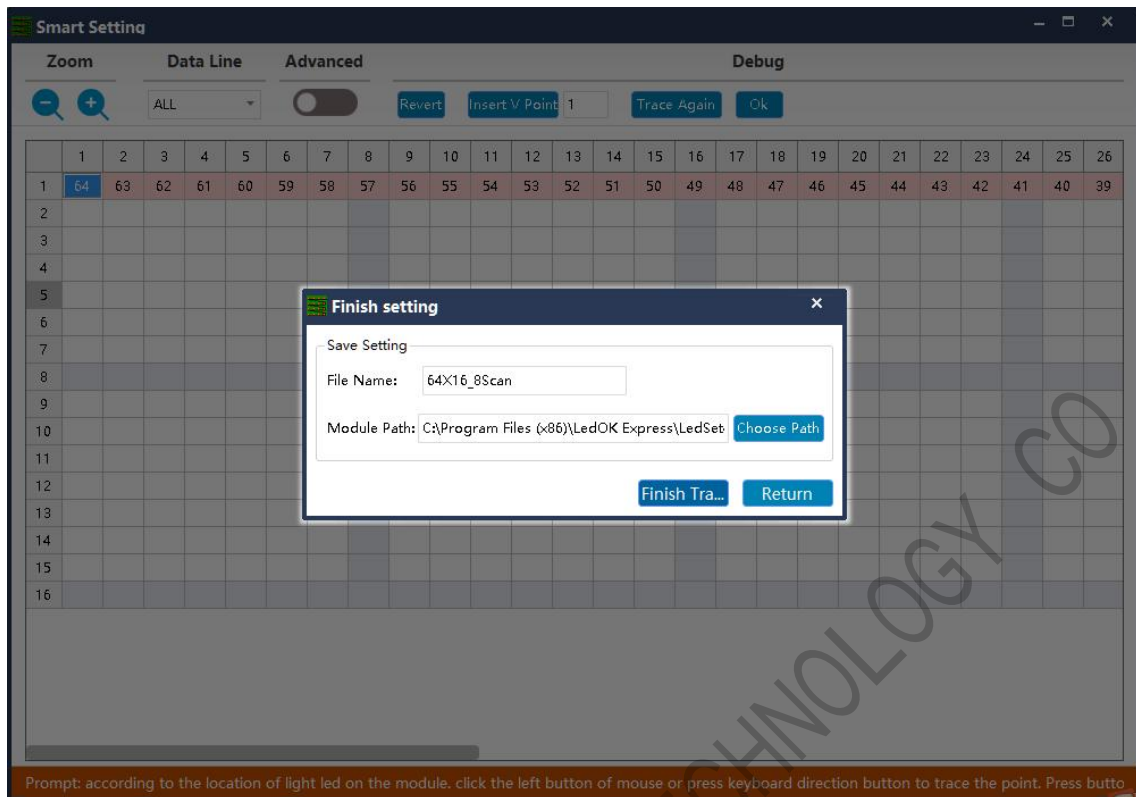 Smart Setting
Zoom Data Line Advanced Debug
ALL Revert Insert V Point 1 Trace Again Ok
1 2 3 4 5 6 7 8 9 10 11 12 13 14 15 16 17 18 19 20 21 22 23 24 25 26
1 64 63 62 61 60 59 58 57 56 55 54 53 52 51 50 49 48 47 46 45 44 43 42 41 40 39
2
3
4
5
6
7
8
9
10
11
12
13
14
15
16
Finish setting
Save Setting
File Name: 64X16_8Scan
Module Path: C:\Program Files (x86)\LedOK Express\LedSet Choose Path
Finish Tra... Return
Prompt: according to the location of light led on the module. click the left button of mouse or press keyboard direction button to trace the point. Press butto
CHNOLOGY CO